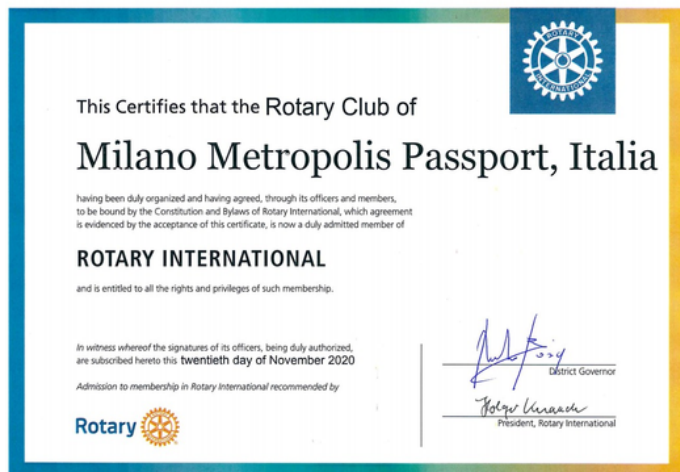 ROTARY
INTERNATIONAL
This Certifies that the Rotary Club of
Milano Metropolis Passport, Italia
having been duly organized and having agreed, through its officers and members,
to be bound by the Constitution and Bylaws of Rotary International, which agreement
is evidenced by the acceptance of this certificate, is now a duly admitted member of
ROTARY INTERNATIONAL
and is entitled to all the rights and privileges of such membership.
In witness whereof the signatures of its officers, being duly authorized,
are subscribed hereto this twentieth day of November 2020
Admission to membership in Rotary International recommended by
District Governor
Holger Knaack
President, Rotary International
Rotary